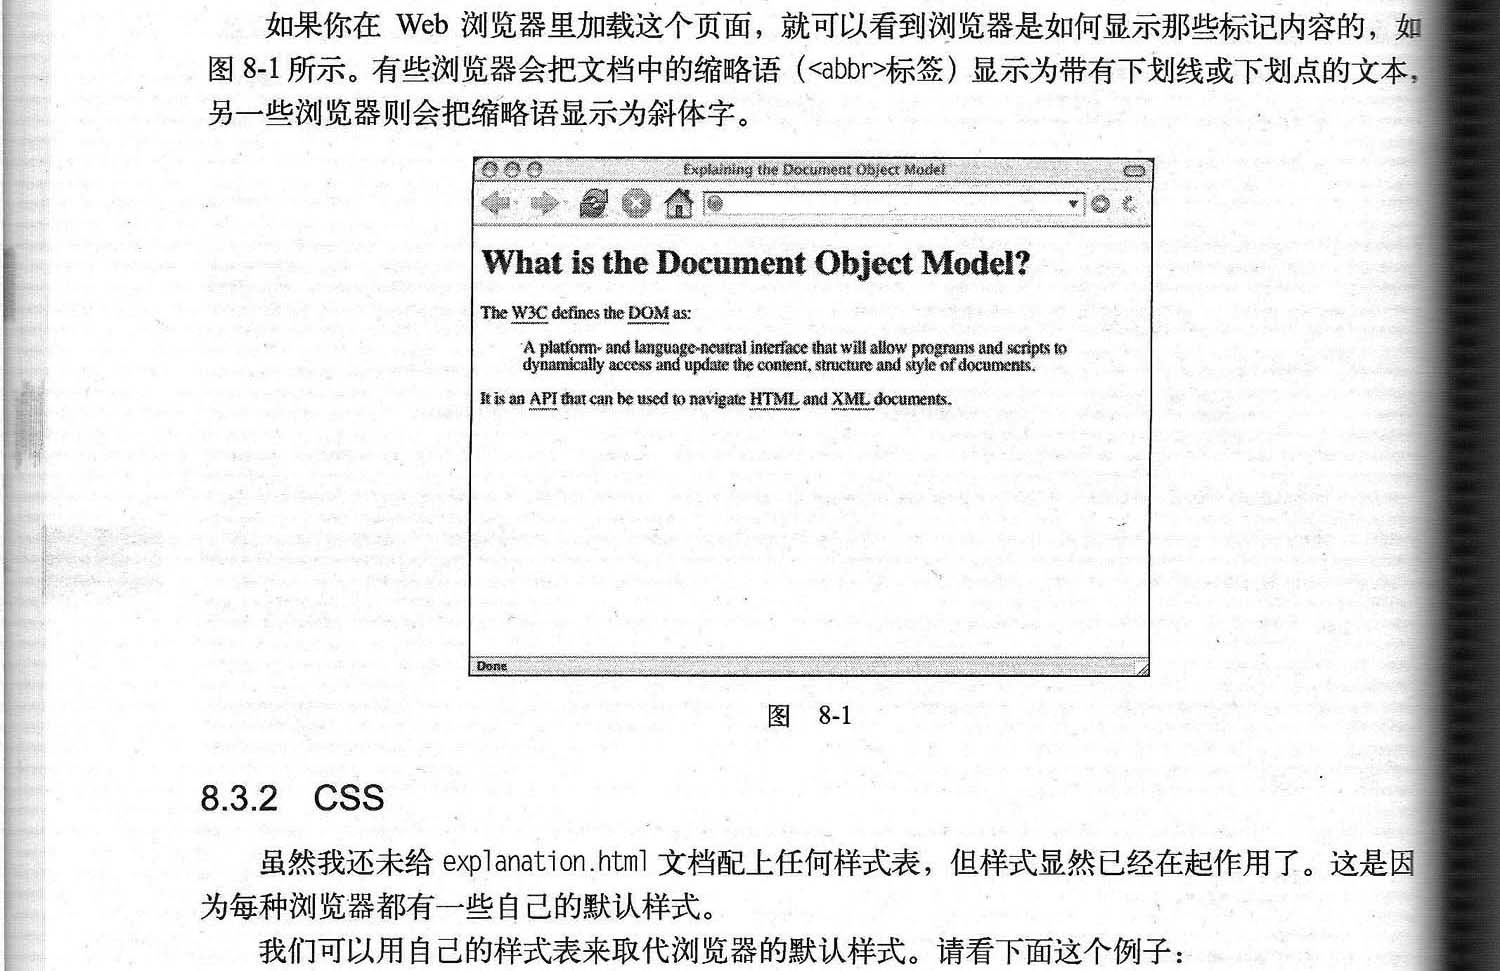 如果你在 Web 浏览器里加载这个页面，就可以看到浏览器是如何显示那些标记内容的，如
图 8-1 所示。有些浏览器会把文档中的缩略语（<abbr>标签）显示为带有下划线或下划点的文本，
另一些浏览器则会把缩略语显示为斜体字。
Explaining the Document Object Model
What is the Document Object Model?
The W3C defines the DOM as:
A platform- and language-neutral interface that will allow programs and scripts to
dynamically access and update the content, structure and style of documents.
It is an API that can be used to navigate HTML and XML documents.
Done
图 8-1
8.3.2 CSS
虽然我还未给 explanation.html 文档配上任何样式表，但样式显然已经在起作用了。这是因
为每种浏览器都有一些自己的默认样式。
我们可以用自己的样式表来取代浏览器的默认样式。请看下面这个例子：